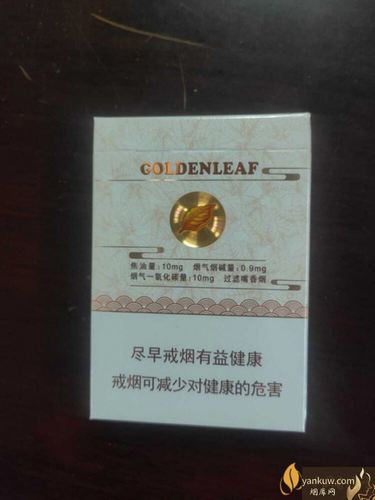 GOLDENLEAF
焦油量：10mg 烟气烟碱量：0.9mg
烟气一氧化碳量：10mg 过滤嘴香烟
尽早戒烟有益健康
戒烟可减少对健康的危害
yankuw.com
烟库网